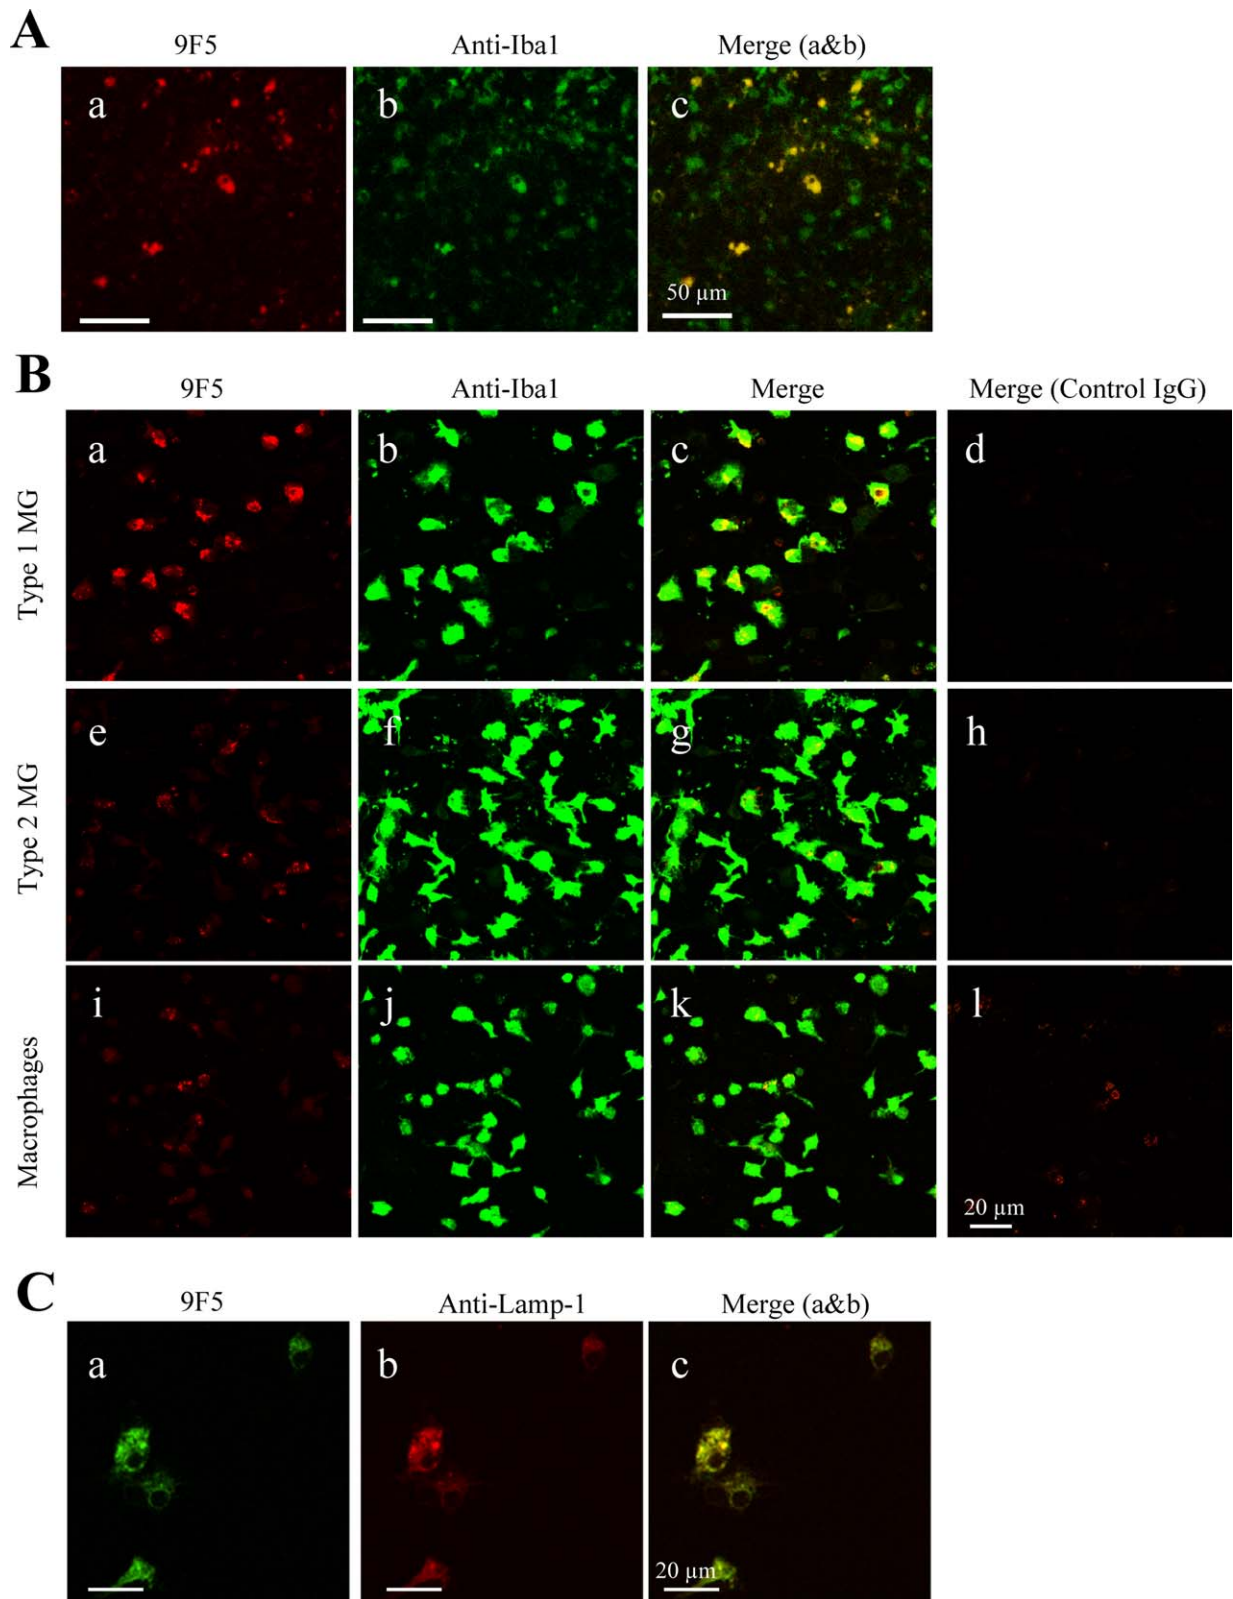 A
9F5 Anti-Iba1 Merge (a&b)
a b c
50 µm
B
9F5 Anti-Iba1 Merge Merge (Control IgG)
Type 1 MG
a b c d
Type 2 MG
e f g h
Macrophages
i j k l
20 µm
C
9F5 Anti-Lamp-1 Merge (a&b)
a b c
20 µm